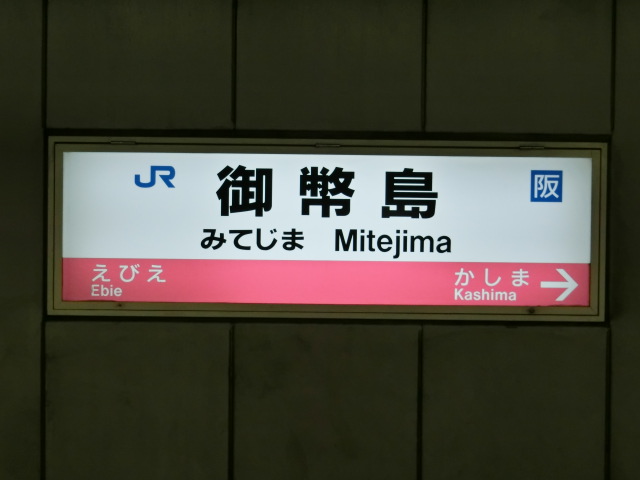 JR 御幣島 阪
みてじま Mitejima
えびえ かしま →
Ebie Kashima